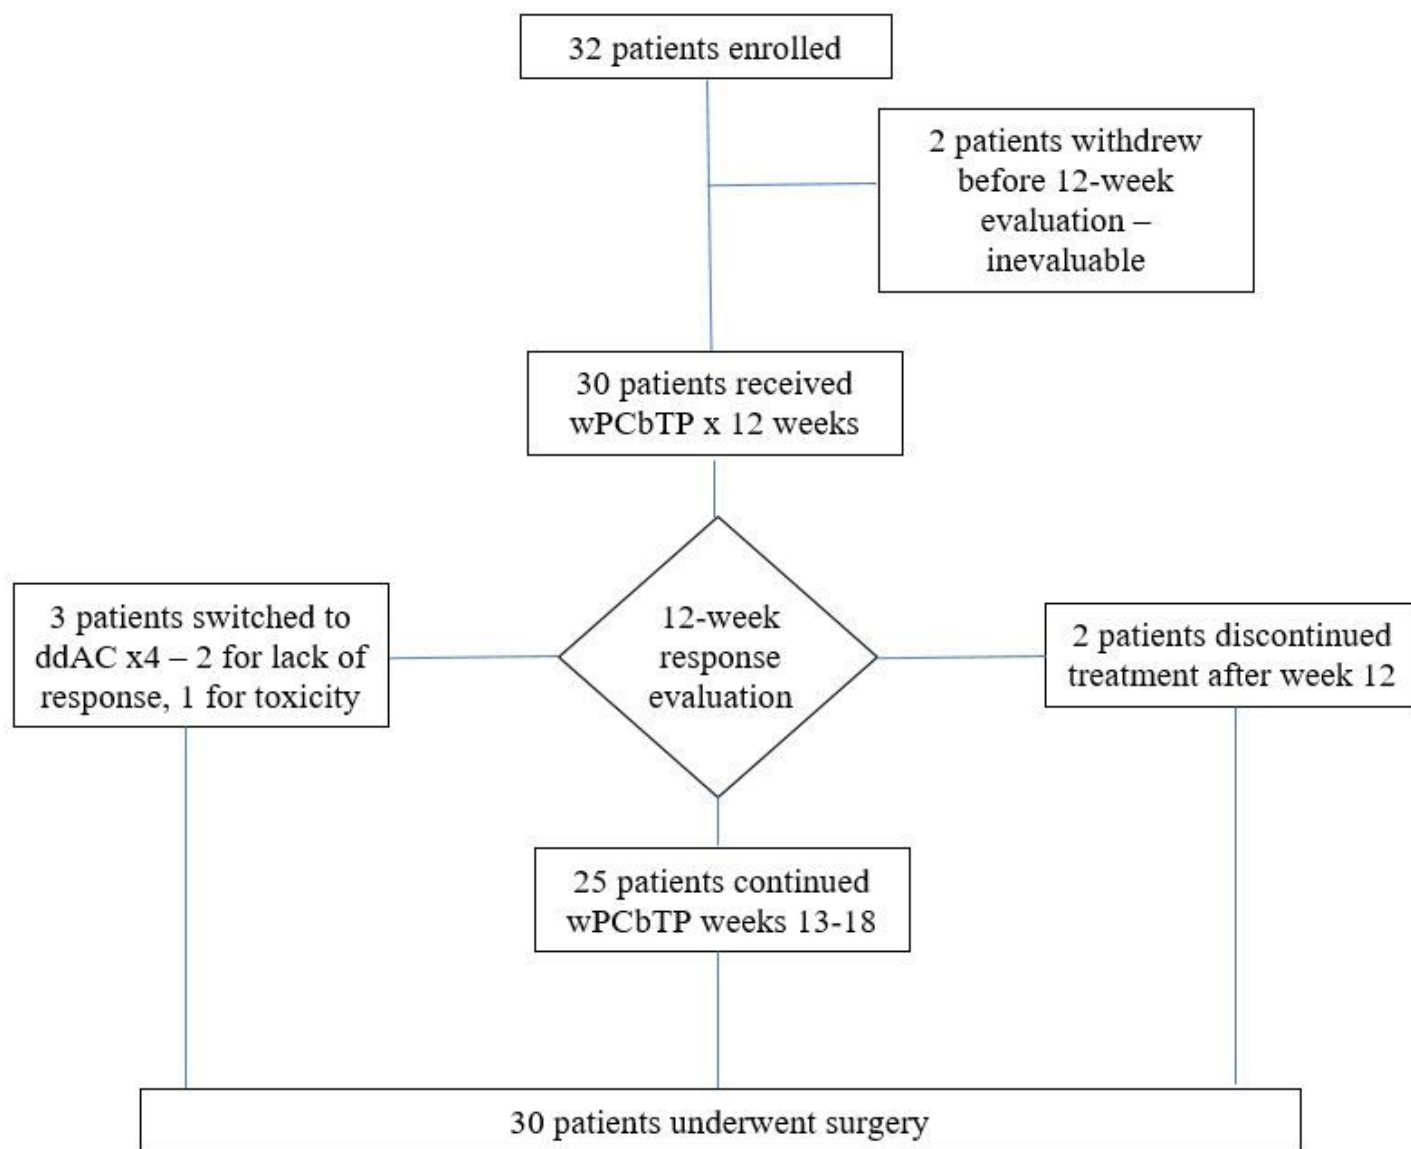 32 patients enrolled
2 patients withdrew
before 12-week
evaluation –
inevaluable
30 patients received
wPCbTP x 12 weeks
3 patients switched to
ddAC x4 – 2 for lack of
response, 1 for toxicity
12-week
response
evaluation
2 patients discontinued
treatment after week 12
25 patients continued
wPCbTP weeks 13-18
30 patients underwent surgery